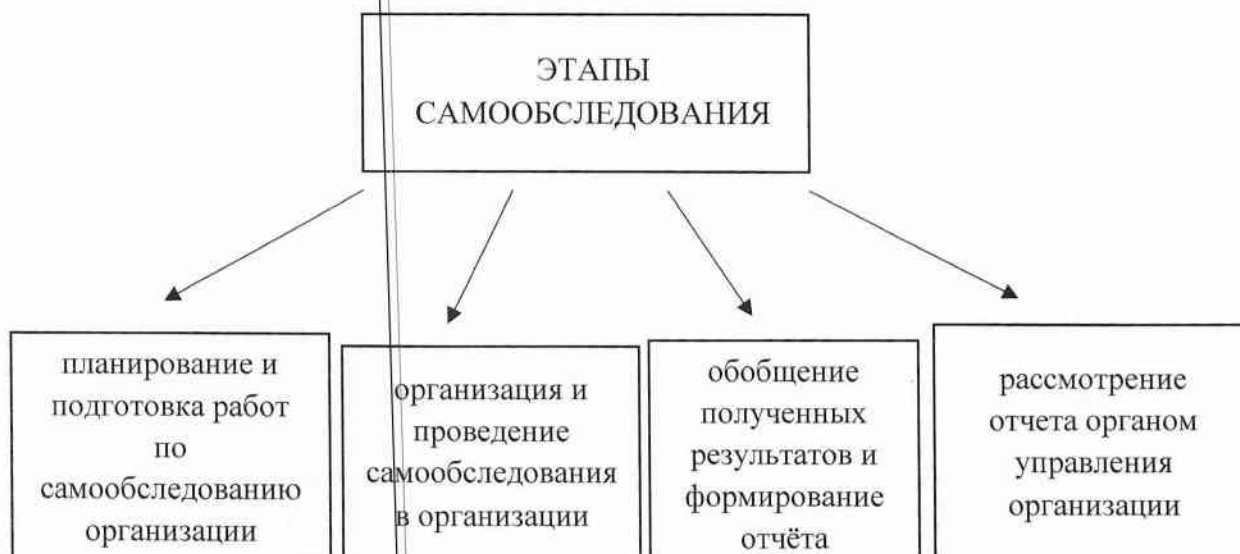 ЭТАПЫ
САМООБСЛЕДОВАНИЯ
планирование и
подготовка работ
по
самообследованию
организации
организация и
проведение
самообследования
в организации
обобщение
полученных
результатов и
формирование
отчёта
рассмотрение
отчета органом
управления
организации